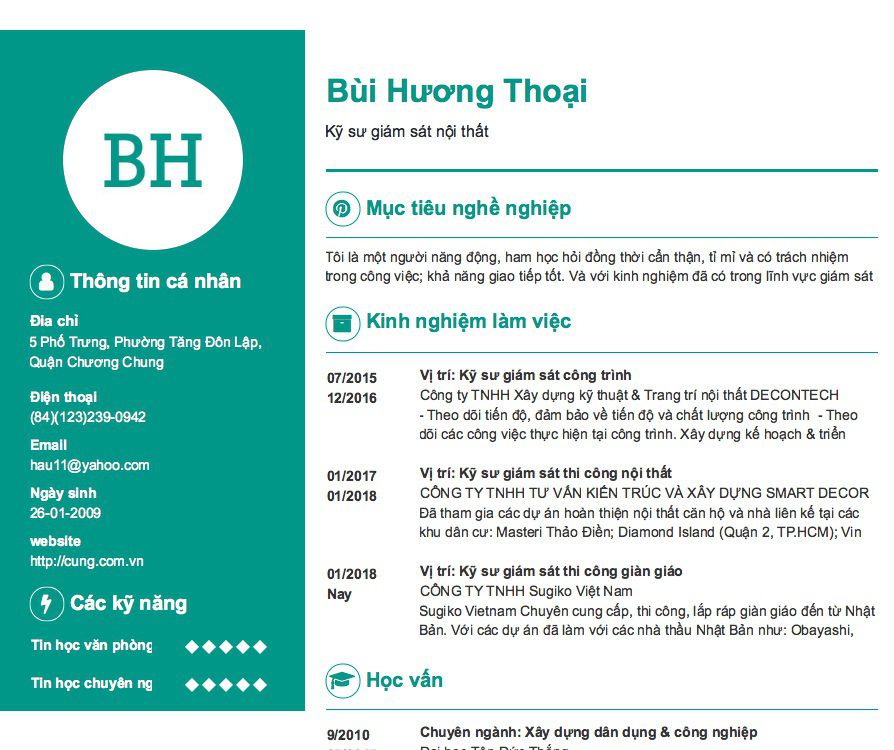 BH
Thông tin cá nhân
Địa chỉ
5 Phố Trưng, Phường Tăng Đôn Lập,
Quận Chương Chung
Điện thoại
(84)(123)239-0942
Email
hau11@yahoo.com
Ngày sinh
26-01-2009
website
http://cung.com.vn
Các kỹ năng
Tin học văn phòng
Tin học chuyên ng
Bùi Hương Thoại
Kỹ sư giám sát nội thất
Mục tiêu nghề nghiệp
Tôi là một người năng động, ham học hỏi đồng thời cẩn thận, tỉ mỉ và có trách nhiệm
trong công việc; khả năng giao tiếp tốt. Và với kinh nghiệm đã có trong lĩnh vực giám sát
Kinh nghiệm làm việc
07/2015
12/2016
Vị trí: Kỹ sư giám sát công trình
Công ty TNHH Xây dựng kỹ thuật & Trang trí nội thất DECONTECH
- Theo dõi tiến độ, đảm bảo về tiến độ và chất lượng công trình - Theo
dõi các công việc thực hiện tại công trình. Xây dựng kế hoạch & triển
01/2017
01/2018
Vị trí: Kỹ sư giám sát thi công nội thất
CÔNG TY TNHH TƯ VẤN KIẾN TRÚC VÀ XÂY DỰNG SMART DECOR
Đã tham gia các dự án hoàn thiện nội thất căn hộ và nhà liên kế tại các
khu dân cư: Masteri Thảo Điền; Diamond Island (Quận 2, TP.HCM); Vin
01/2018
Nay
Vị trí: Kỹ sư giám sát thi công giàn giáo
CÔNG TY TNHH Sugiko Việt Nam
Sugiko Vietnam Chuyên cung cấp, thi công, lắp ráp giàn giáo đến từ Nhật
Bản. Với các dự án đã làm với các nhà thầu Nhật Bản như: Obayashi,
Học vấn
9/2010
Chuyên ngành: Xây dựng dân dụng & công nghiệp